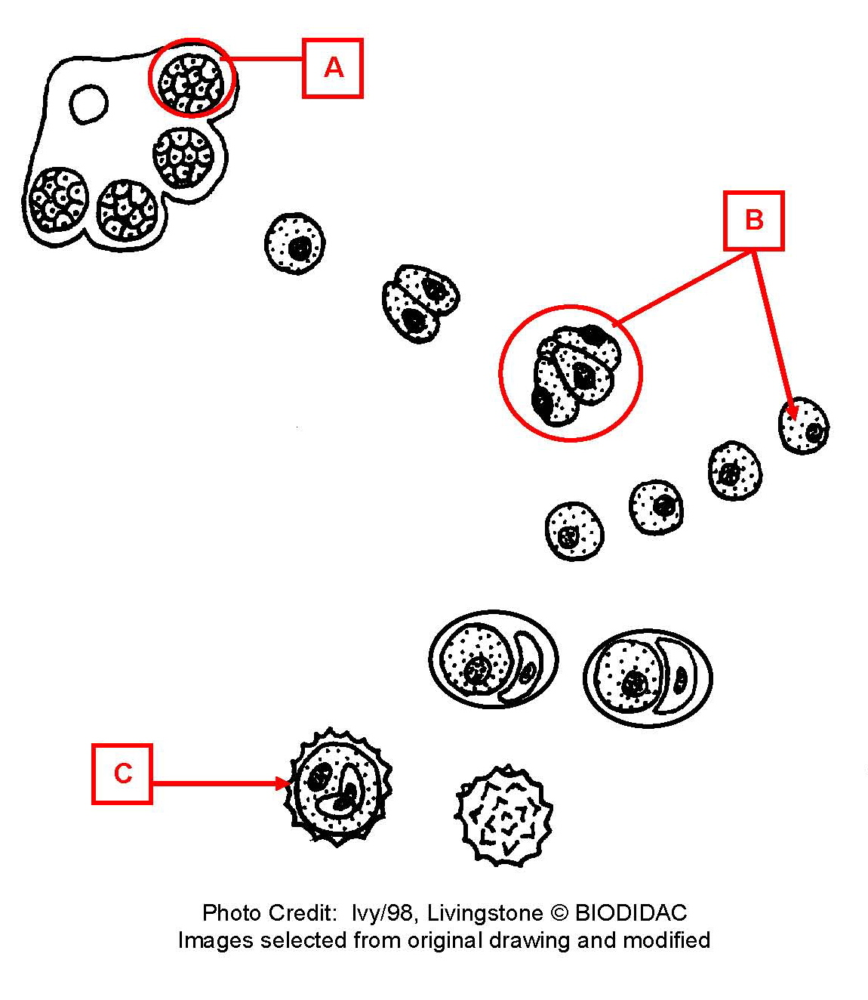 A
B
C
Photo Credit:  Ivy/98, Livingstone © BIODIDAC
Images selected from original drawing and modified